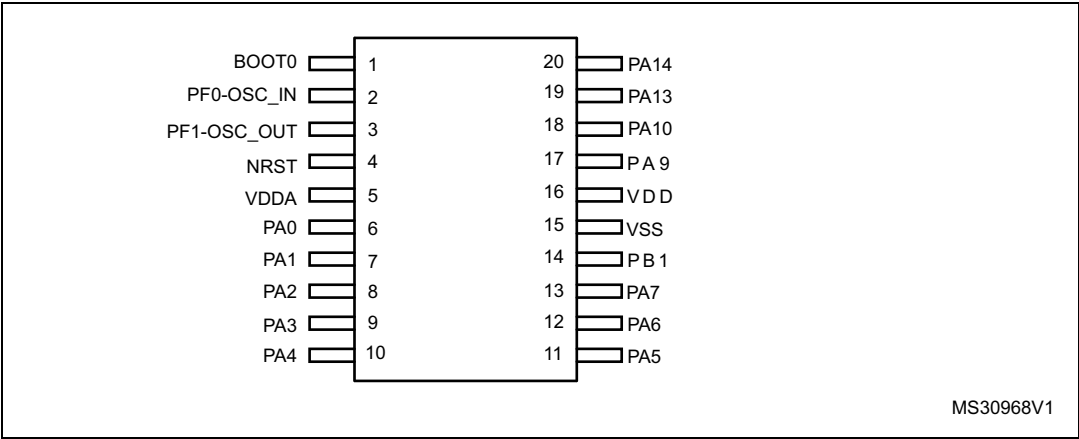 BOOT0 1 20 PA14
PF0-OSC_IN 2 19 PA13
PF1-OSC_OUT 3 18 PA10
NRST 4 17 PA9
VDDA 5 16 VDD
PA0 6 15 VSS
PA1 7 14 PB1
PA2 8 13 PA7
PA3 9 12 PA6
PA4 10 11 PA5
MS30968V1